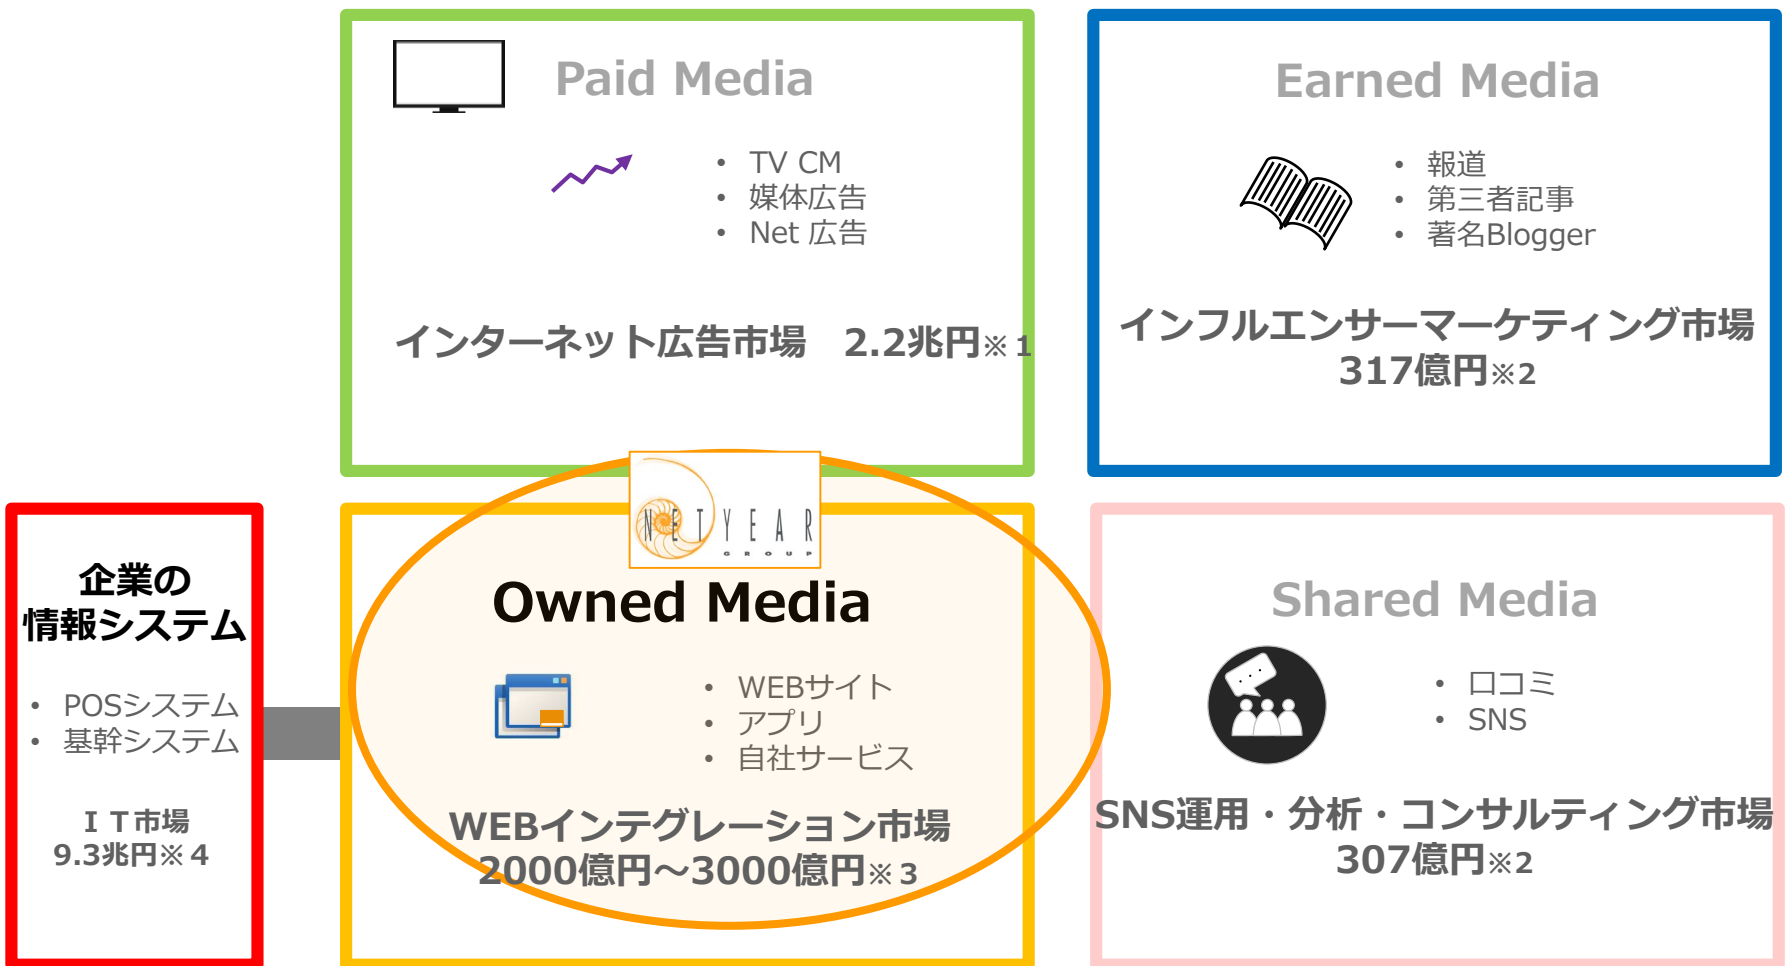 Paid Media
• TV CM
• 媒体広告
• Net 広告
インターネット広告市場　2.2兆円※1
Earned Media
• 報道
• 第三者記事
• 著名Blogger
インフルエンサーマーケティング市場
317億円※2
企業の
情報システム
• POSシステム
• 基幹システム
ＩＴ市場
9.3兆円※４
NETYEAR
GROUP
Owned Media
• WEBサイト
• アプリ
• 自社サービス
WEBインテグレーション市場
2000億円～3000億円※３
Shared Media
• 口コミ
• SNS
SNS運用・分析・コンサルティング市場
307億円※2